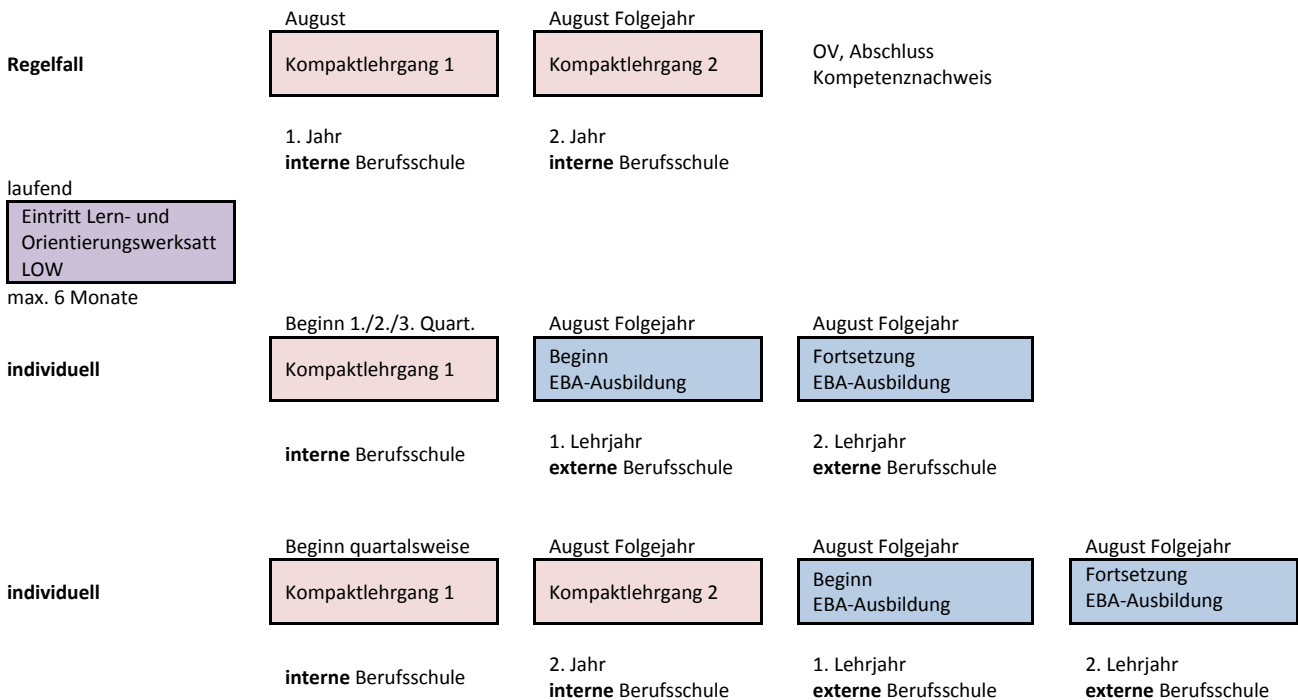 August
August Folgejahr
Regelfall
Kompaktlehrgang 1
Kompaktlehrgang 2
OV, Abschluss
Kompetenznachweis
1. Jahr
interne Berufsschule
2. Jahr
interne Berufsschule
laufend
Eintritt Lern- und
Orientierungswerksatt
LOW
max. 6 Monate
Beginn 1./2./3. Quart.
August Folgejahr
August Folgejahr
individuell
Kompaktlehrgang 1
Beginn
EBA-Ausbildung
Fortsetzung
EBA-Ausbildung
interne Berufsschule
1. Lehrjahr
externe Berufsschule
2. Lehrjahr
externe Berufsschule
Beginn quartalsweise
August Folgejahr
August Folgejahr
August Folgejahr
individuell
Kompaktlehrgang 1
Kompaktlehrgang 2
Beginn
EBA-Ausbildung
Fortsetzung
EBA-Ausbildung
interne Berufsschule
2. Jahr
interne Berufsschule
1. Lehrjahr
externe Berufsschule
2. Lehrjahr
externe Berufsschule